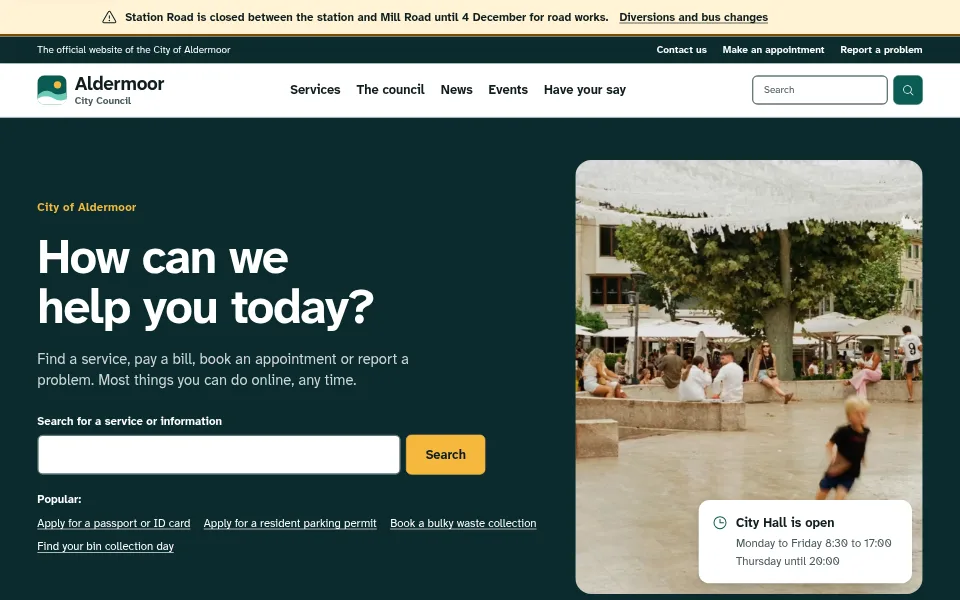 Station Road is closed between the station and Mill Road until 4 December for road works. Diversions and bus changes
The official website of the City of Aldermoor
Contact us Make an appointment Report a problem
Aldermoor
City Council
Services The council News Events Have your say
Search
City of Aldermoor
How can we
help you today?
Find a service, pay a bill, book an appointment or report a
problem. Most things you can do online, any time.
Search for a service or information
Search
Popular:
Apply for a passport or ID card Apply for a resident parking permit Book a bulky waste collection
Find your bin collection day
9
City Hall is open
Monday to Friday 8:30 to 17:00
Thursday until 20:00